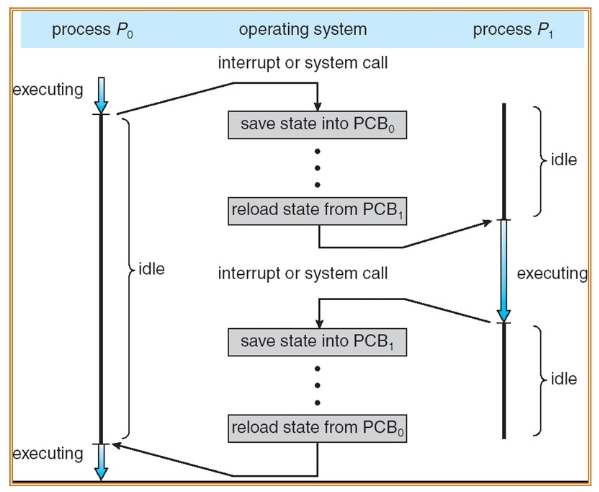 process P₀ operating system process P₁
interrupt or system call
executing
save state into PCB₀
idle
reload state from PCB₁
idle
interrupt or system call
executing
save state into PCB₁
idle
reload state from PCB₀
executing